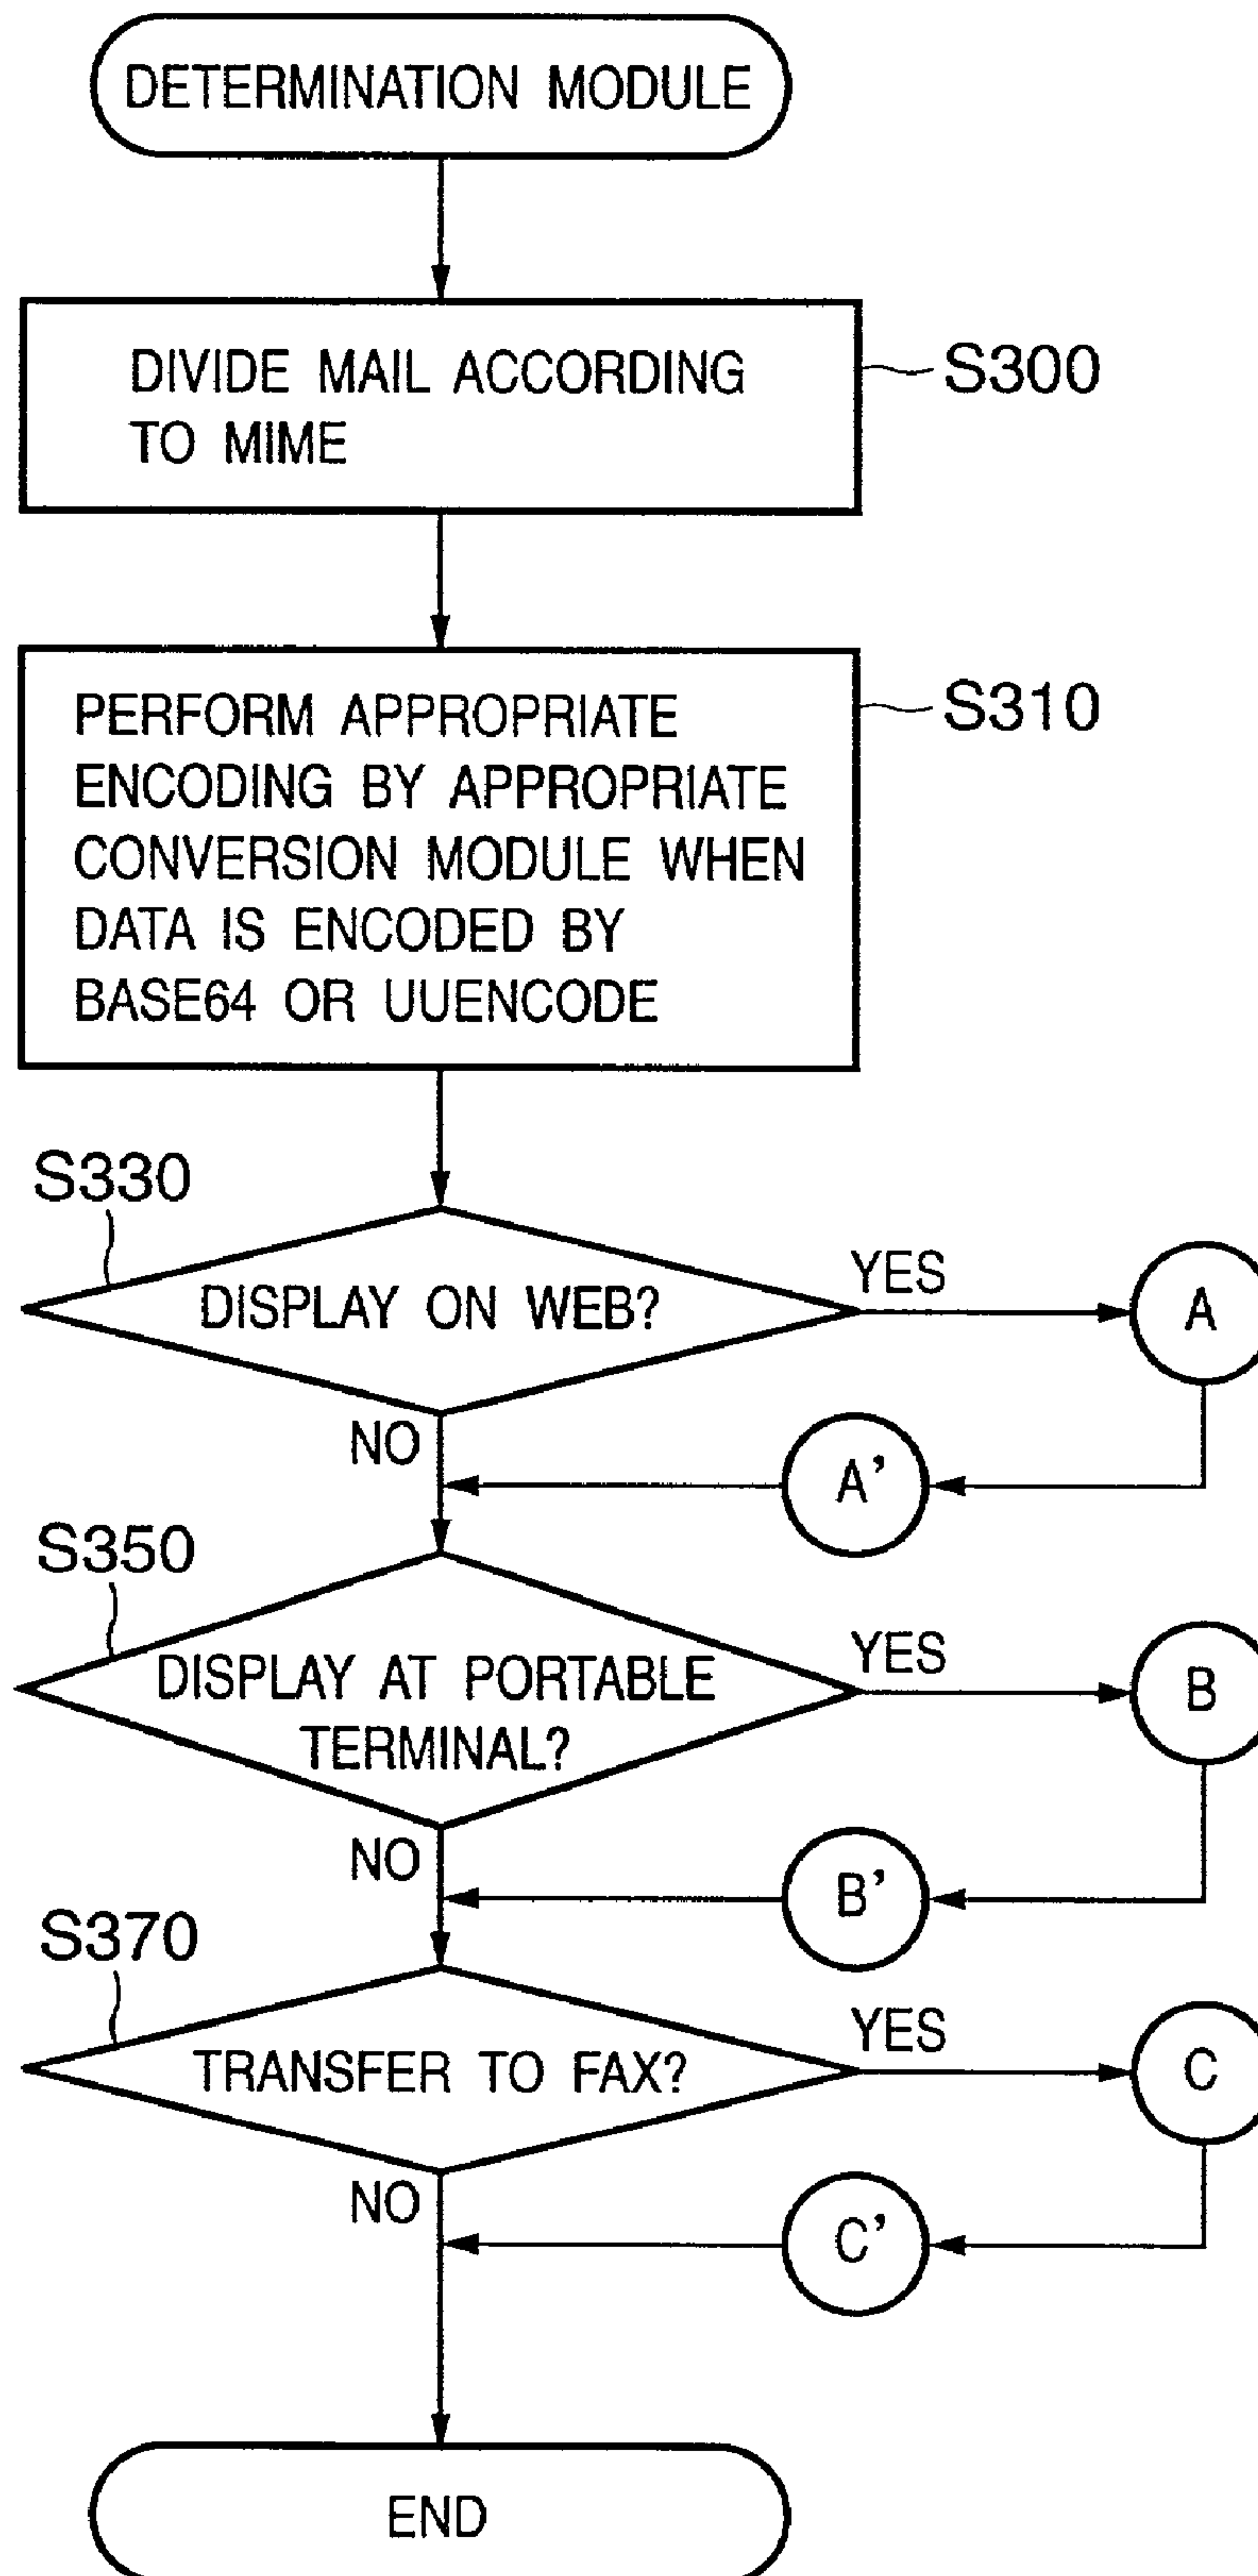 DETERMINATION MODULE
DIVIDE MAIL ACCORDING
TO MIME
S300
PERFORM APPROPRIATE
ENCODING BY APPROPRIATE
CONVERSION MODULE WHEN
DATA IS ENCODED BY
BASE64 OR UUENCODE
S310
S330
DISPLAY ON WEB?
YES
A
NO
A'
S350
DISPLAY AT PORTABLE
TERMINAL?
YES
B
NO
B'
S370
TRANSFER TO FAX?
YES
C
NO
C'
END